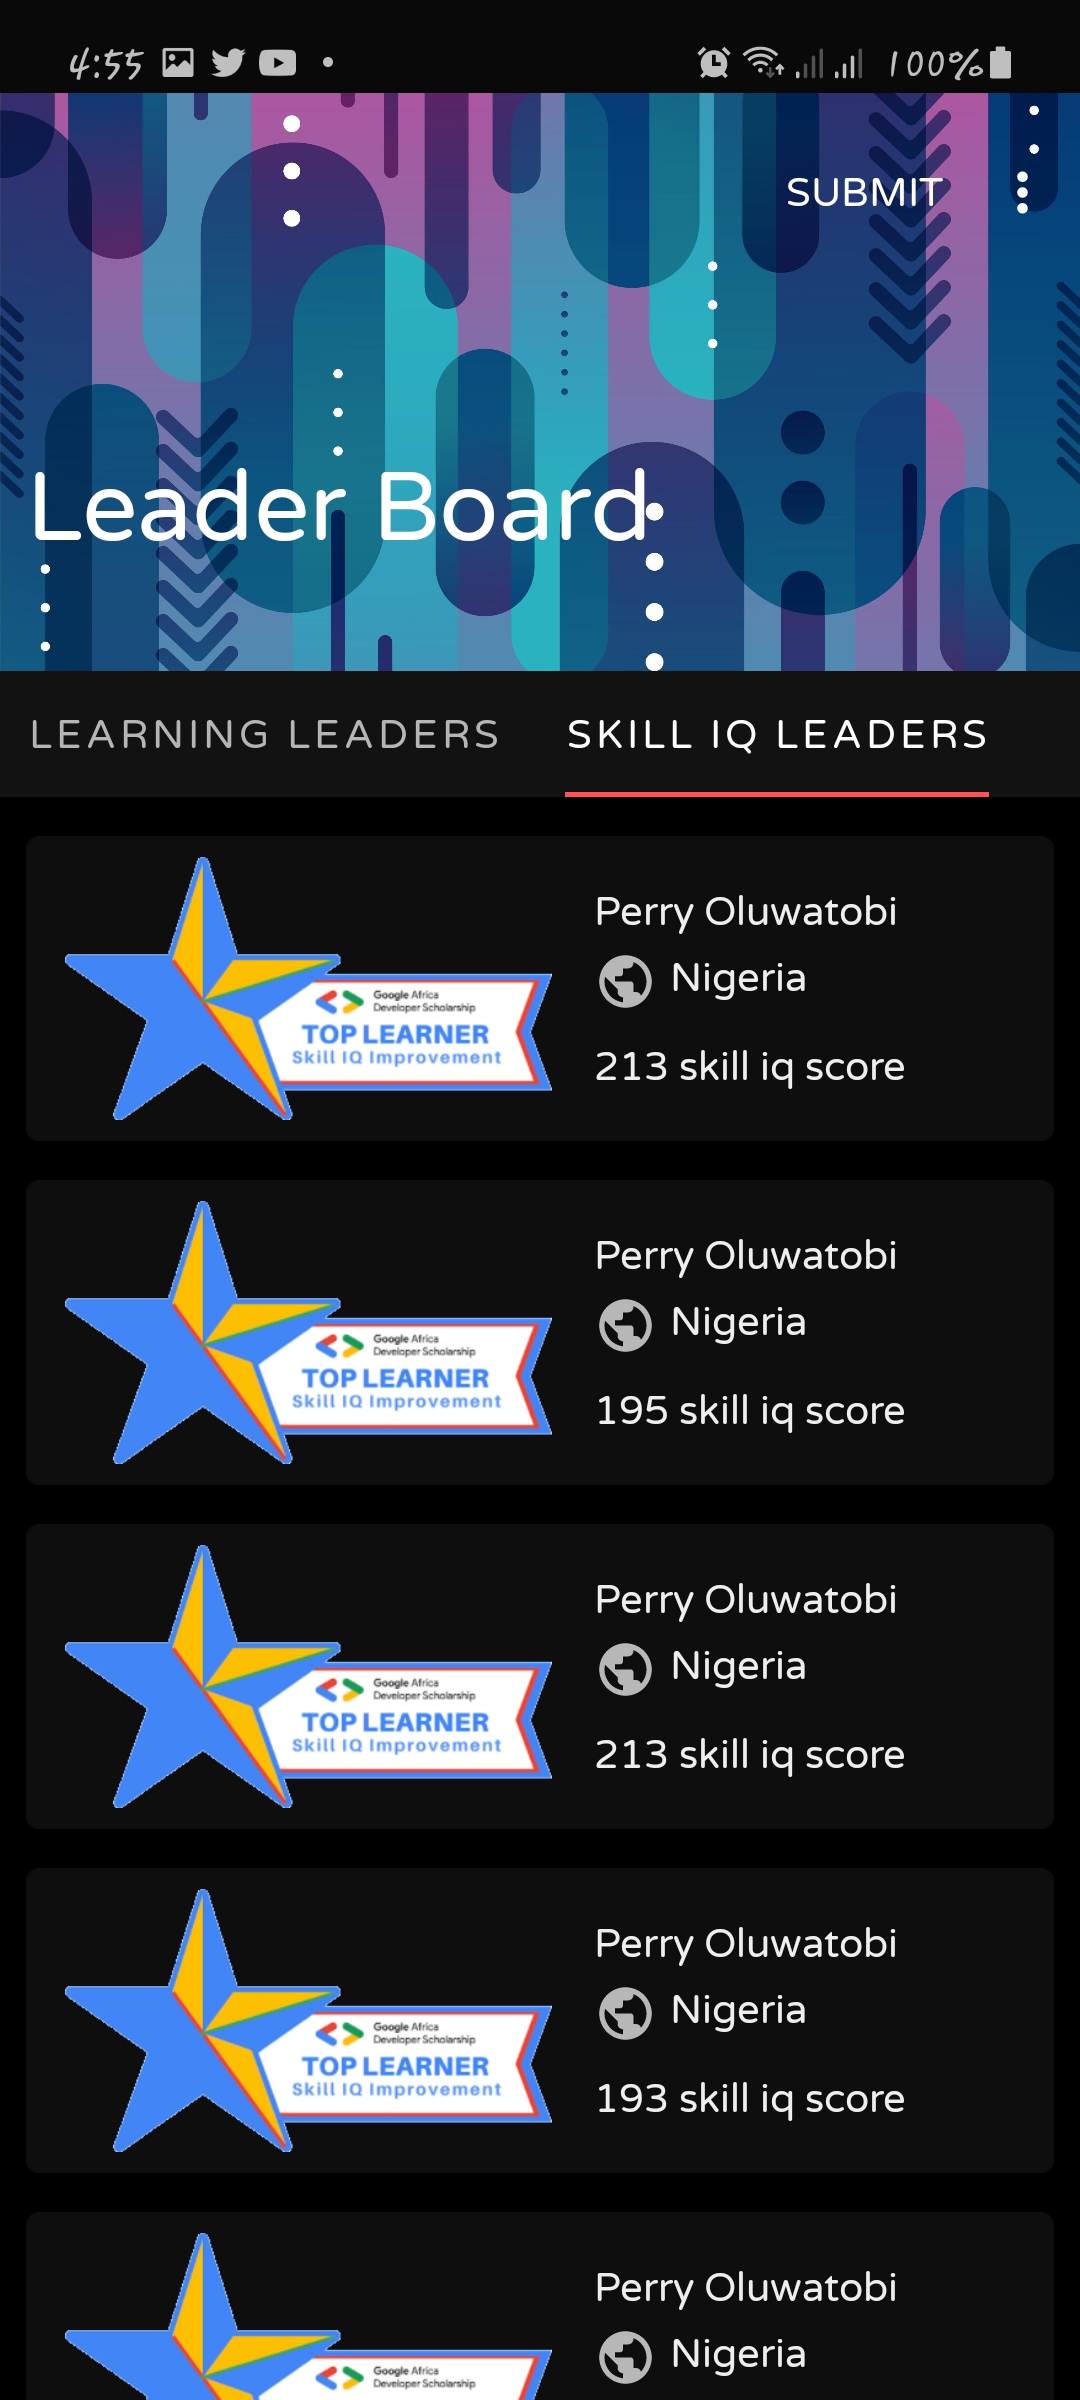 4:55
100%
SUBMIT
Leader Board
LEARNING LEADERS
SKILL IQ LEADERS
Google Africa
Developer Scholarship
TOP LEARNER
Skill IQ Improvement
Perry Oluwatobi
Nigeria
213 skill iq score
Google Africa
Developer Scholarship
TOP LEARNER
Skill IQ Improvement
Perry Oluwatobi
Nigeria
195 skill iq score
Google Africa
Developer Scholarship
TOP LEARNER
Skill IQ Improvement
Perry Oluwatobi
Nigeria
213 skill iq score
Google Africa
Developer Scholarship
TOP LEARNER
Skill IQ Improvement
Perry Oluwatobi
Nigeria
193 skill iq score
Google Africa
Developer Scholarship
Perry Oluwatobi
Nigeria